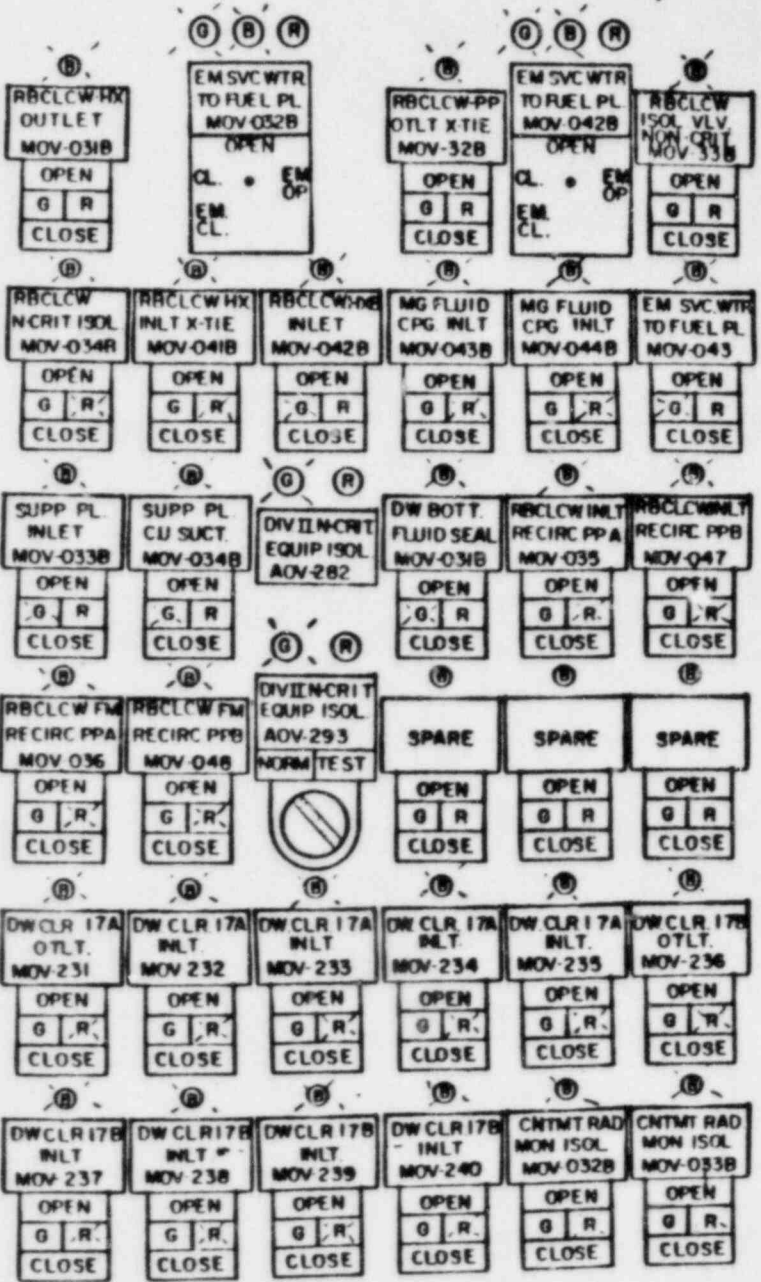 G B R
G B R
B
RBCLCW HX
OUTLET
MOV-031B
OPEN
G R
CLOSE
EM SVC WTR
TO FUEL PL.
MOV-032B
OPEN
CL. EM OP
EM. CL.
B
RBCLCW-PP
OTLT X-TIE
MOV-32B
OPEN
G R
CLOSE
EM SVC WTR
TO FUEL PL.
MOV-042B
OPEN
CL. EM OP
EM. CL.
B
RBCLCW
ISOL VLV
NON-CRIT
MOV-33B
OPEN
G R
CLOSE
B
RBCLCW
N-CRIT ISOL
MOV-034B
OPEN
G R
CLOSE
B
RBCLCW HX
INLT X-TIE
MOV-041B
OPEN
G R
CLOSE
B
RBCLCW HXB
INLET
MOV-042B
OPEN
G R
CLOSE
B
MG FLUID
CPG INLT
MOV-043B
OPEN
G R
CLOSE
B
MG FLUID
CPG INLT
MOV-044B
OPEN
G R
CLOSE
B
EM SVC.WTR
TO FUEL PL
MOV-043
OPEN
G R
CLOSE
B
SUPP PL.
INLET
MOV-033B
OPEN
G R
CLOSE
B
SUPP PL.
CU SUCT.
MOV-034B
OPEN
G R
CLOSE
G R
DIV II N-CRIT.
EQUIP ISOL.
AOV-282
B
DW BOTT.
FLUID SEAL
MOV-031B
OPEN
G R
CLOSE
B
RBCLCW INLT
RECIRC PPA
MOV-035
OPEN
G R
CLOSE
B
RBCLCW INLT
RECIRC PPB
MOV-047
OPEN
G R
CLOSE
B
RBCLCW FM
RECIRC PPA
MOV 036
OPEN
G R
CLOSE
B
RBCLCW FM
RECIRC PPB
MOV-048
OPEN
G R
CLOSE
G R
DIV II N-CRIT
EQUIP ISOL.
AOV-293
NORM TEST
B
SPARE
OPEN
G R
CLOSE
B
SPARE
OPEN
G R
CLOSE
B
SPARE
OPEN
G R
CLOSE
B
DW CLR 17A
OTLT.
MOV-231
OPEN
G R
CLOSE
B
DW CLR 17A
INLT.
MOV 232
OPEN
G R
CLOSE
B
DW CLR 17A
INLT
MOV-233
OPEN
G R
CLOSE
B
DW CLR 17A
INLT.
MOV-234
OPEN
G R
CLOSE
B
DW CLR 17A
INLT
MOV-235
OPEN
G R
CLOSE
B
DW CLR 17B
OTLT.
MOV-236
OPEN
G R
CLOSE
B
DW CLR 17B
INLT
MOV-237
OPEN
G R
CLOSE
B
DW CLR 17B
INLT
MOV-238
OPEN
G R
CLOSE
B
DW CLR 17B
INLT.
MOV-239
OPEN
G R
CLOSE
B
DW CLR 17B
INLT
MOV-240
OPEN
G R
CLOSE
B
CNTMT RAD
MON ISOL
MOV-032B
OPEN
G R
CLOSE
B
CNTMT RAD
MON ISOL
MOV-033B
OPEN
G R
CLOSE